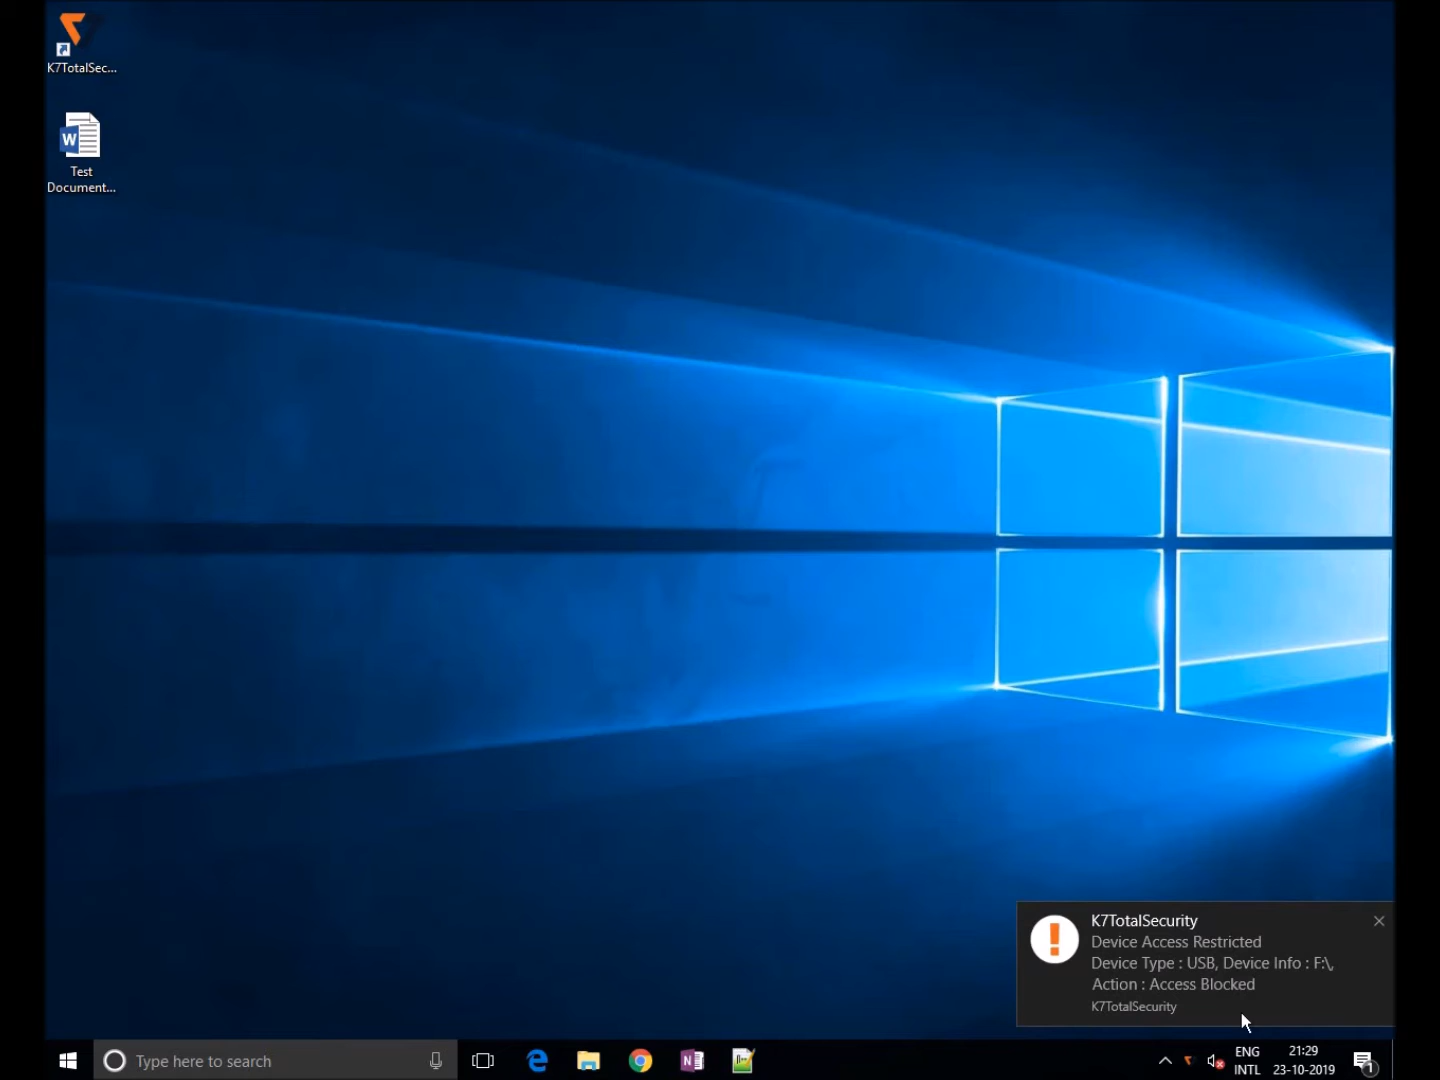 K7TotalSec...
Test
Document...
K7TotalSecurity
Device Access Restricted
Device Type : USB, Device Info : F:\,
Action : Access Blocked
K7TotalSecurity
Type here to search
ENG
INTL
21:29
23-10-2019
1